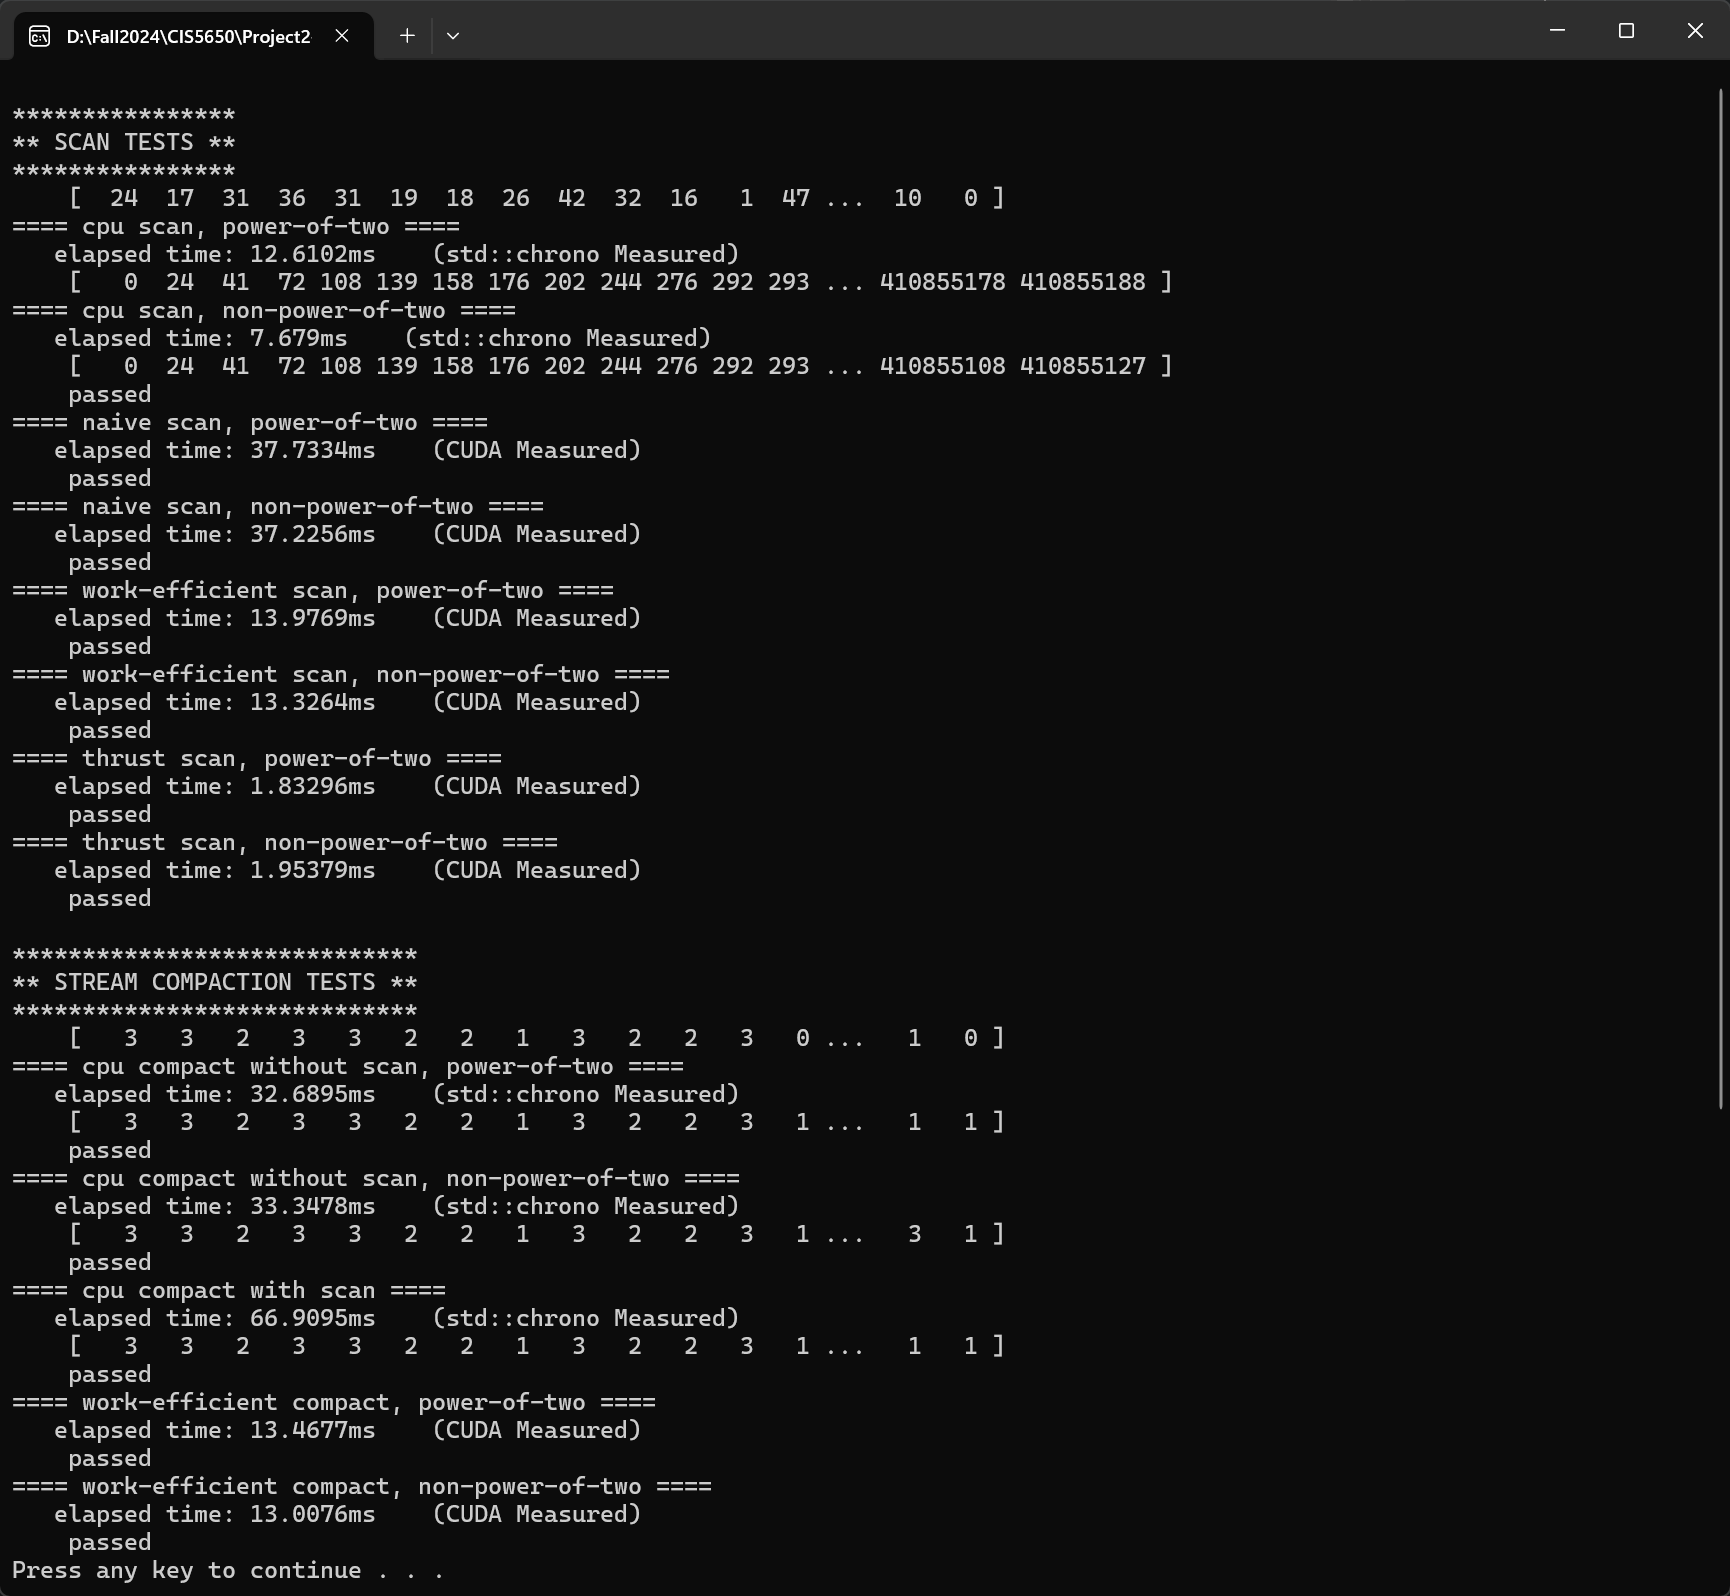 D:\Fall2024\CIS5650\Project2
****************
** SCAN TESTS **
****************
    [  24  17  31  36  31  19  18  26  42  32  16   1  47 ...  10   0 ]
==== cpu scan, power-of-two ====
   elapsed time: 12.6102ms    (std::chrono Measured)
    [   0  24  41  72 108 139 158 176 202 244 276 292 293 ... 410855178 410855188 ]
==== cpu scan, non-power-of-two ====
   elapsed time: 7.679ms    (std::chrono Measured)
    [   0  24  41  72 108 139 158 176 202 244 276 292 293 ... 410855108 410855127 ]
    passed
==== naive scan, power-of-two ====
   elapsed time: 37.7334ms    (CUDA Measured)
    passed
==== naive scan, non-power-of-two ====
   elapsed time: 37.2256ms    (CUDA Measured)
    passed
==== work-efficient scan, power-of-two ====
   elapsed time: 13.9769ms    (CUDA Measured)
    passed
==== work-efficient scan, non-power-of-two ====
   elapsed time: 13.3264ms    (CUDA Measured)
    passed
==== thrust scan, power-of-two ====
   elapsed time: 1.83296ms    (CUDA Measured)
    passed
==== thrust scan, non-power-of-two ====
   elapsed time: 1.95379ms    (CUDA Measured)
    passed

*****************************
** STREAM COMPACTION TESTS **
*****************************
    [   3   3   2   3   3   2   2   1   3   2   2   3   0 ...   1   0 ]
==== cpu compact without scan, power-of-two ====
   elapsed time: 32.6895ms    (std::chrono Measured)
    [   3   3   2   3   3   2   2   1   3   2   2   3   1 ...   1   1 ]
    passed
==== cpu compact without scan, non-power-of-two ====
   elapsed time: 33.3478ms    (std::chrono Measured)
    [   3   3   2   3   3   2   2   1   3   2   2   3   1 ...   3   1 ]
    passed
==== cpu compact with scan ====
   elapsed time: 66.9095ms    (std::chrono Measured)
    [   3   3   2   3   3   2   2   1   3   2   2   3   1 ...   1   1 ]
    passed
==== work-efficient compact, power-of-two ====
   elapsed time: 13.4677ms    (CUDA Measured)
    passed
==== work-efficient compact, non-power-of-two ====
   elapsed time: 13.0076ms    (CUDA Measured)
    passed
Press any key to continue . . .